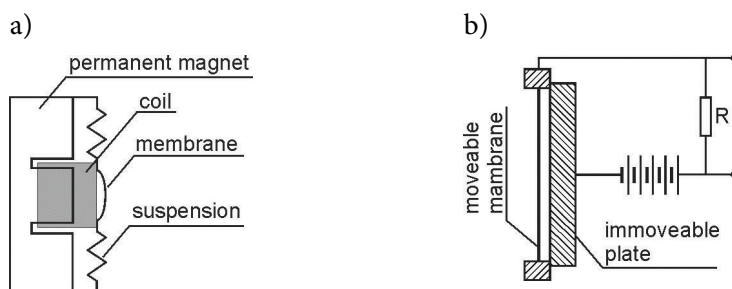 a)
permanent magnet
coil
membrane
suspension
b)
moveable
mambrane
R
immoveable
plate